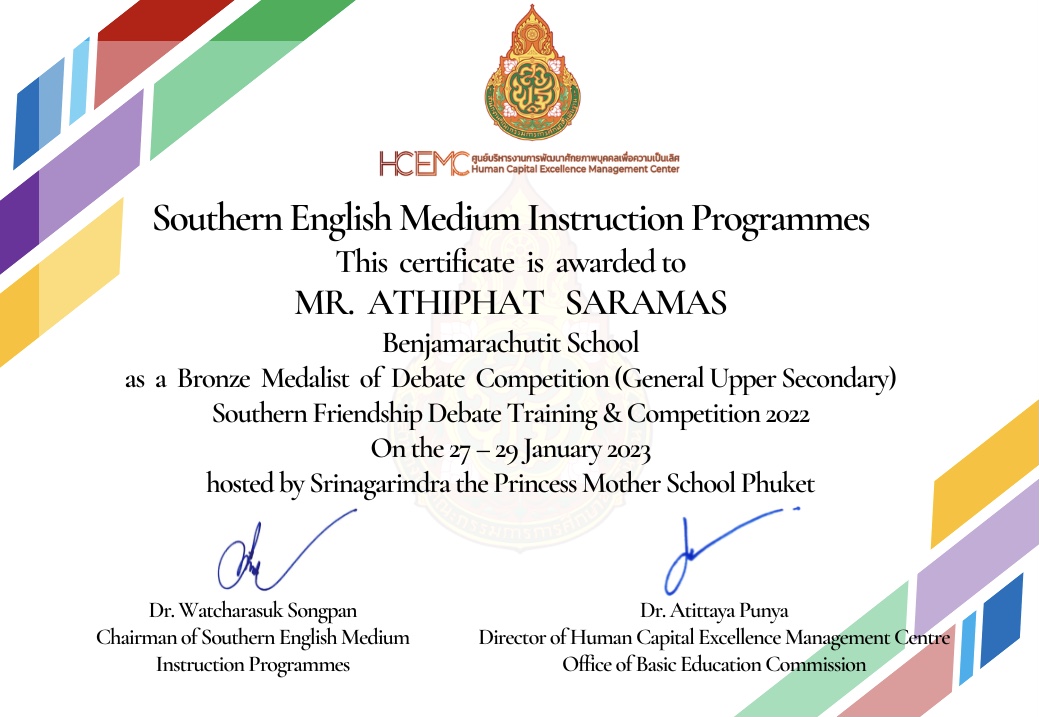 HCEMC ศูนย์บริหารงานการพัฒนาศักยภาพบุคคลเพื่อความเป็นเลิศ
Human Capital Excellence Management Center
Southern English Medium Instruction Programmes
This certificate is awarded to
MR. ATHIPHAT SARAMAS
Benjamarachutit School
as a Bronze Medalist of Debate Competition (General Upper Secondary)
Southern Friendship Debate Training & Competition 2022
On the 27 – 29 January 2023
hosted by Srinagarindra the Princess Mother School Phuket
Dr. Watcharasuk Songpan
Chairman of Southern English Medium
Instruction Programmes
Dr. Atittaya Punya
Director of Human Capital Excellence Management Centre
Office of Basic Education Commission